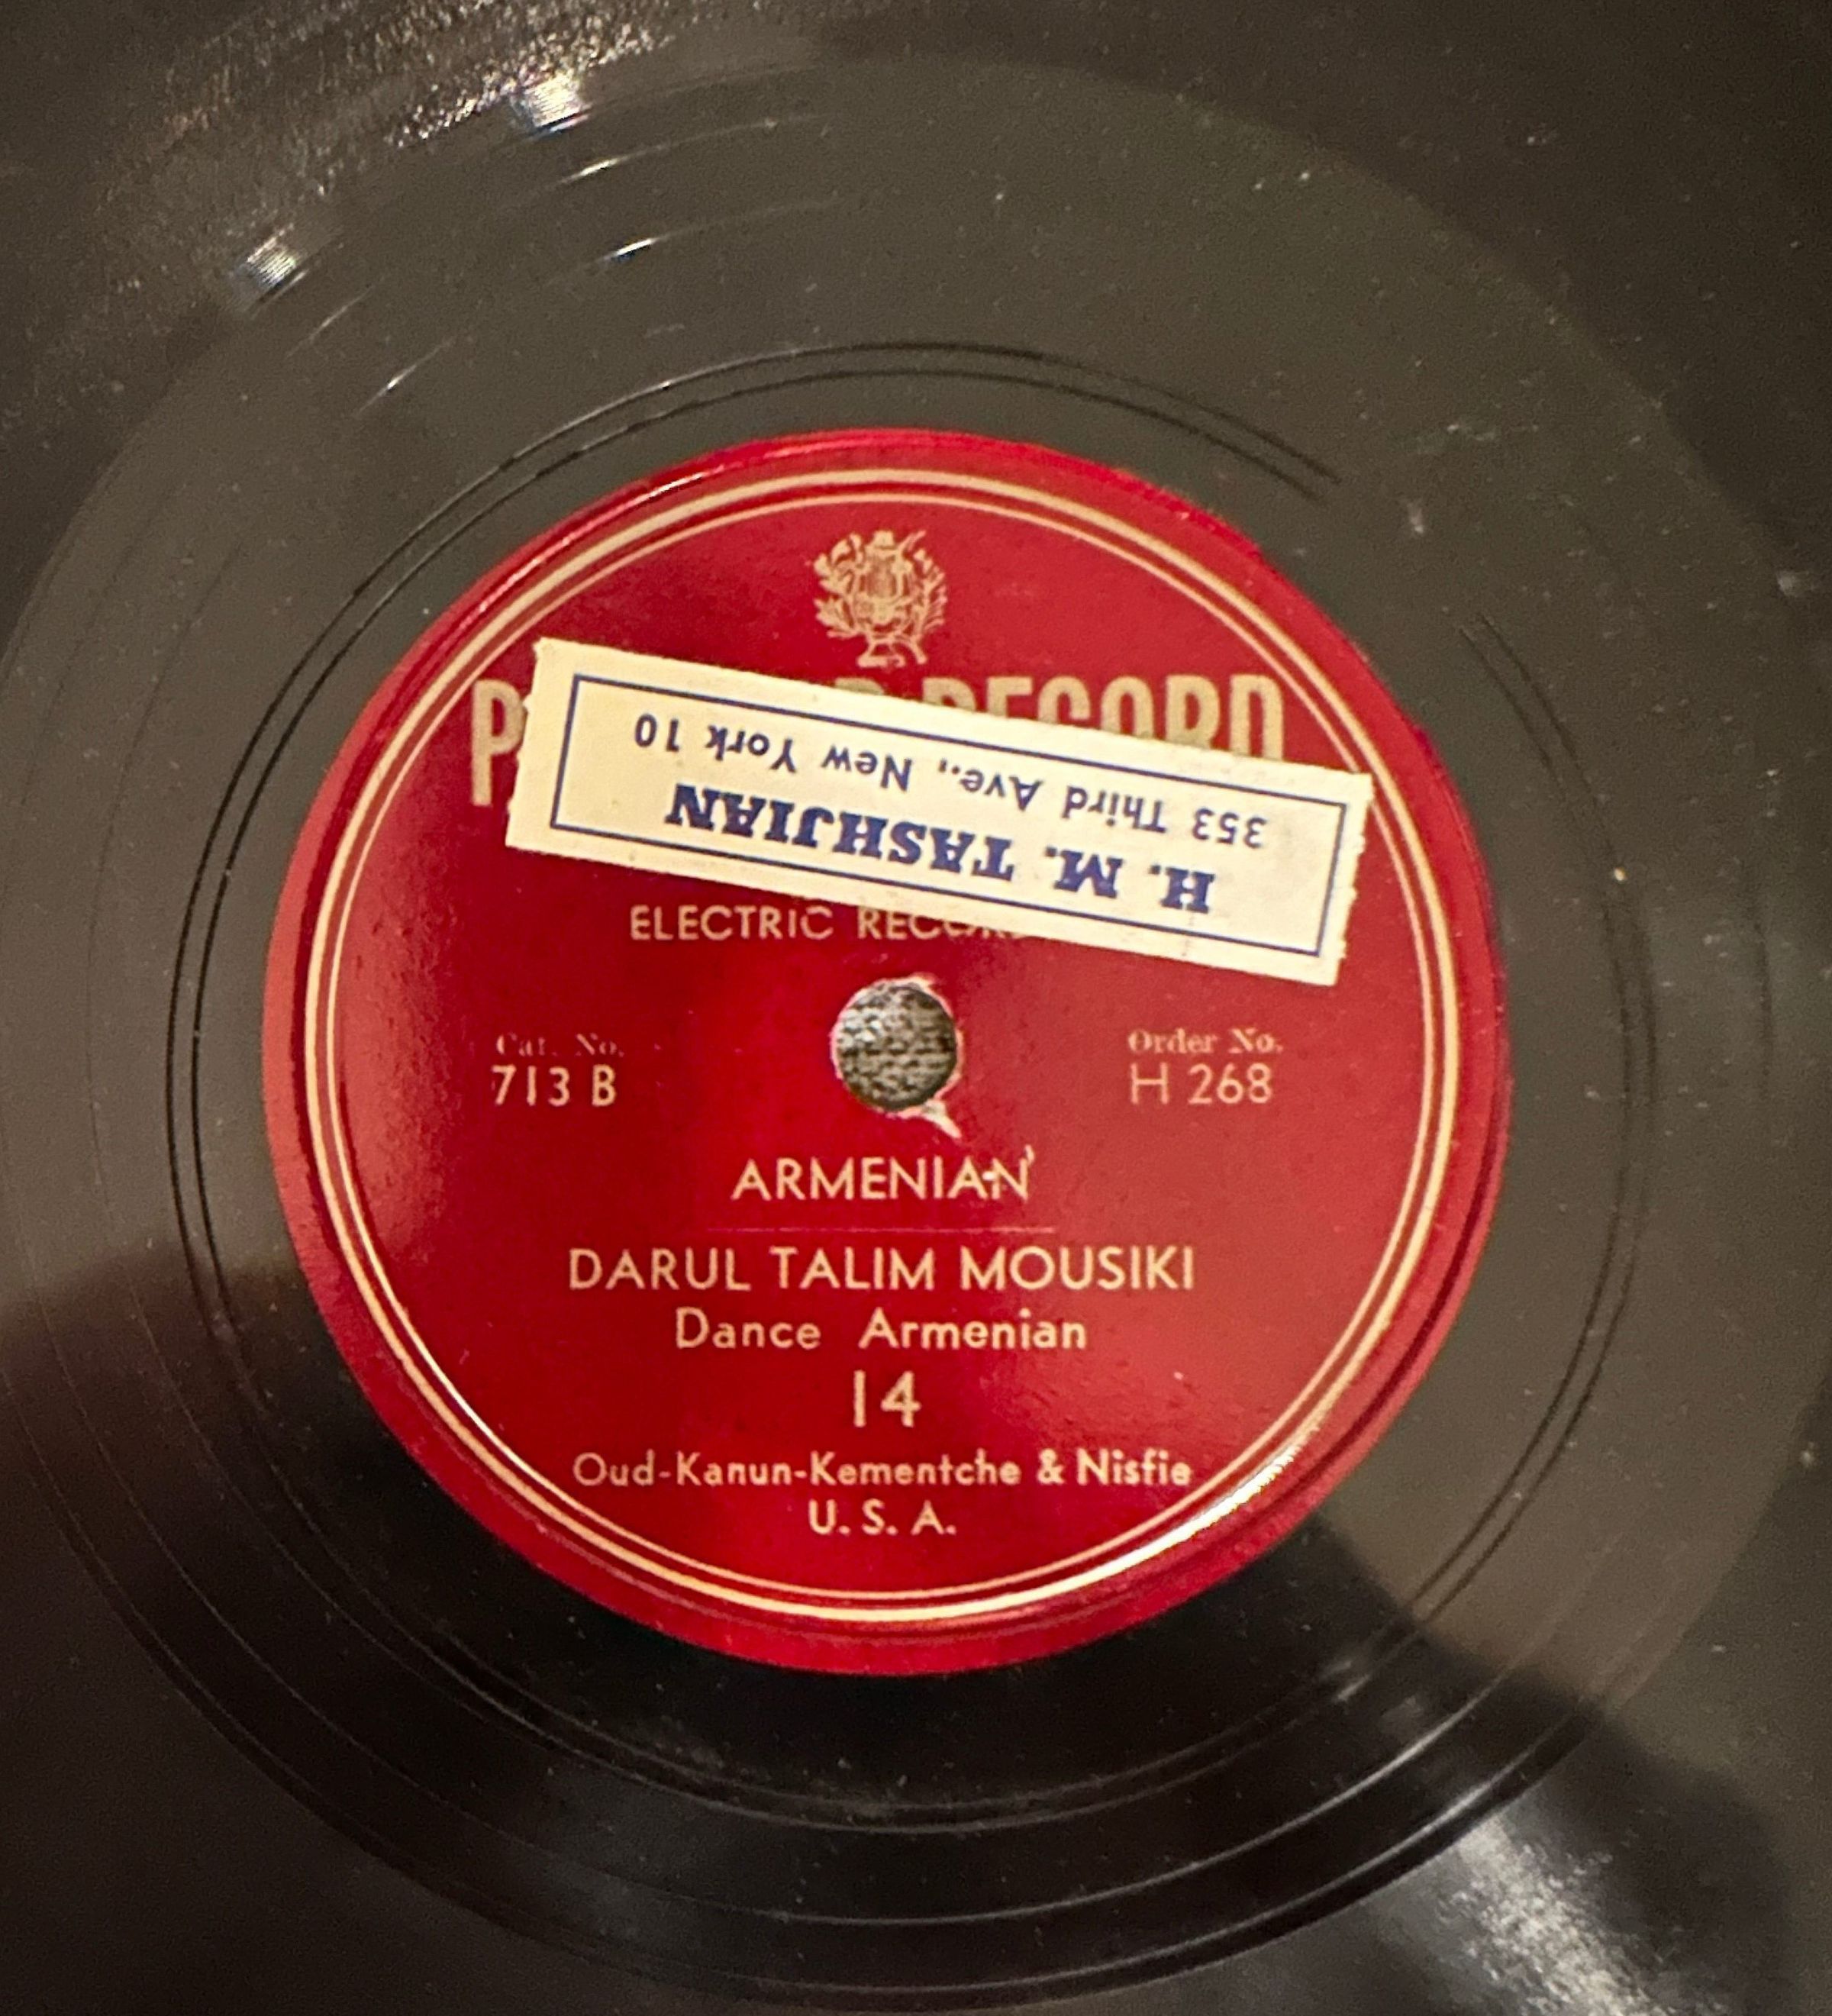 RECORD
H. M. TASHJIAN
353 Third Ave., New York 10
ELECTRIC
Cat. No.
713 B
Order No.
H 268
ARMENIAN
DARUL TALIM MOUSIKI
Dance Armenian
14
Oud-Kanun-Kementche & Nisfie
U. S. A.